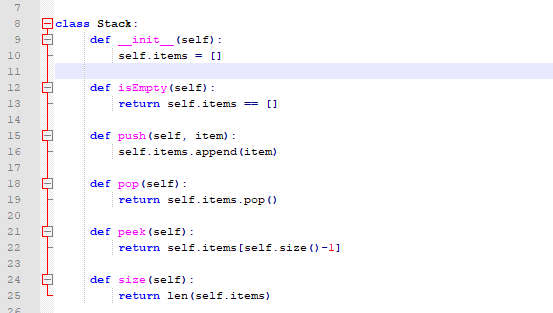 7
8 class Stack:
9     def __init__(self):
10         self.items = []
11
12     def isEmpty(self):
13         return self.items == []
14
15     def push(self, item):
16         self.items.append(item)
17
18     def pop(self):
19         return self.items.pop()
20
21     def peek(self):
22         return self.items[self.size()-1]
23
24     def size(self):
25         return len(self.items)
26